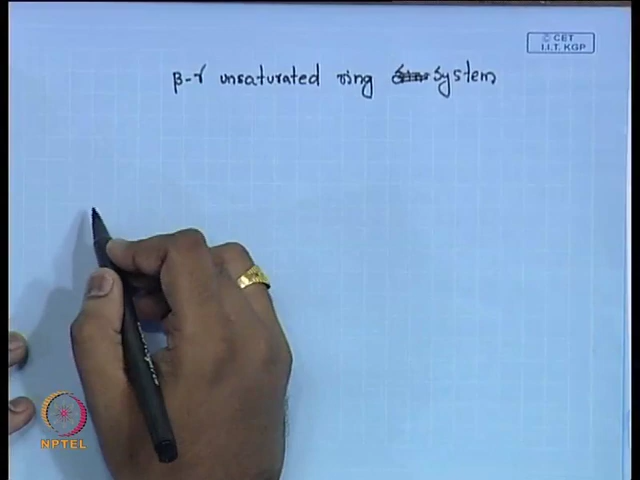 © CET
I.I.T. KGP
β-γ unsaturated ring system
NPTEL